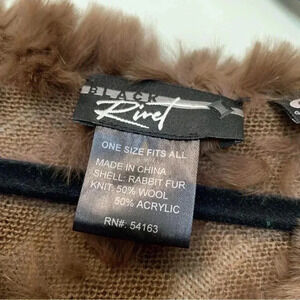 BLACK
Rivet
ONE SIZE FITS ALL
MADE IN CHINA
SHELL: RABBIT FUR
KNIT: 50% WOOL
50% ACRYLIC
RN#: 54163